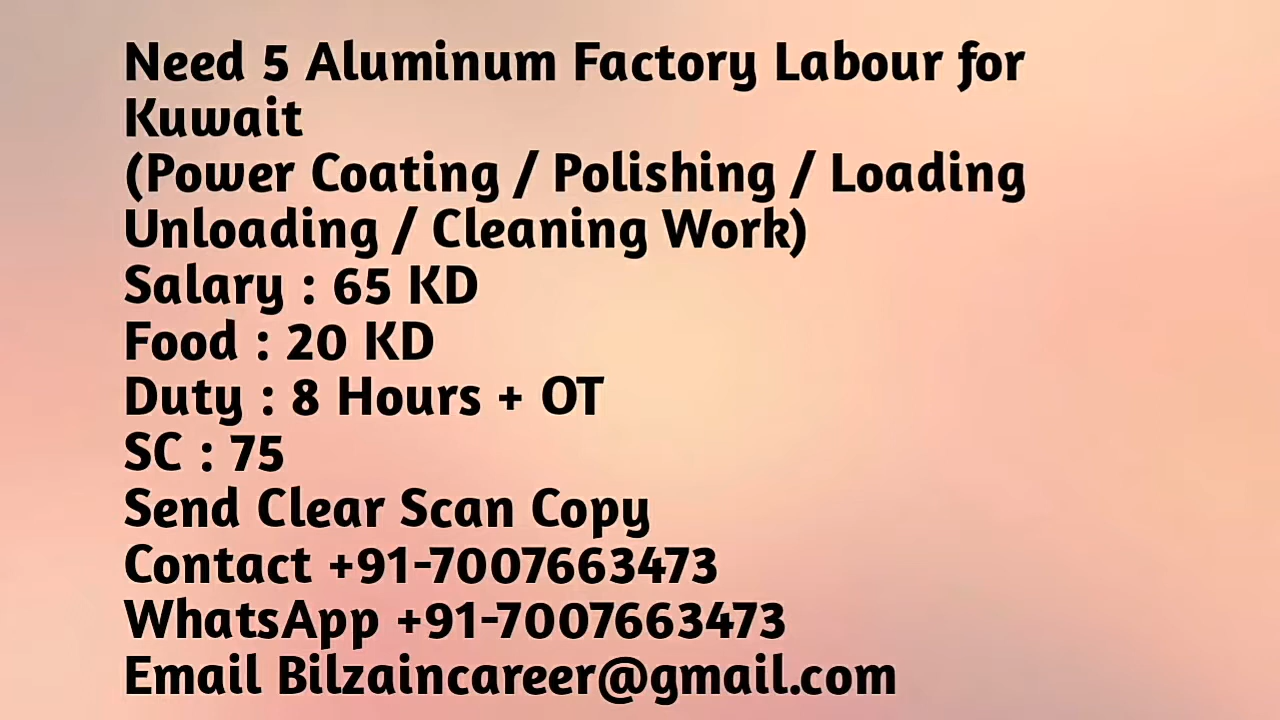 Need 5 Aluminum Factory Labour for
Kuwait
(Power Coating / Polishing / Loading
Unloading / Cleaning Work)
Salary : 65 KD
Food : 20 KD
Duty : 8 Hours + OT
SC : 75
Send Clear Scan Copy
Contact +91-7007663473
WhatsApp +91-7007663473
Email Bilzaincareer@gmail.com